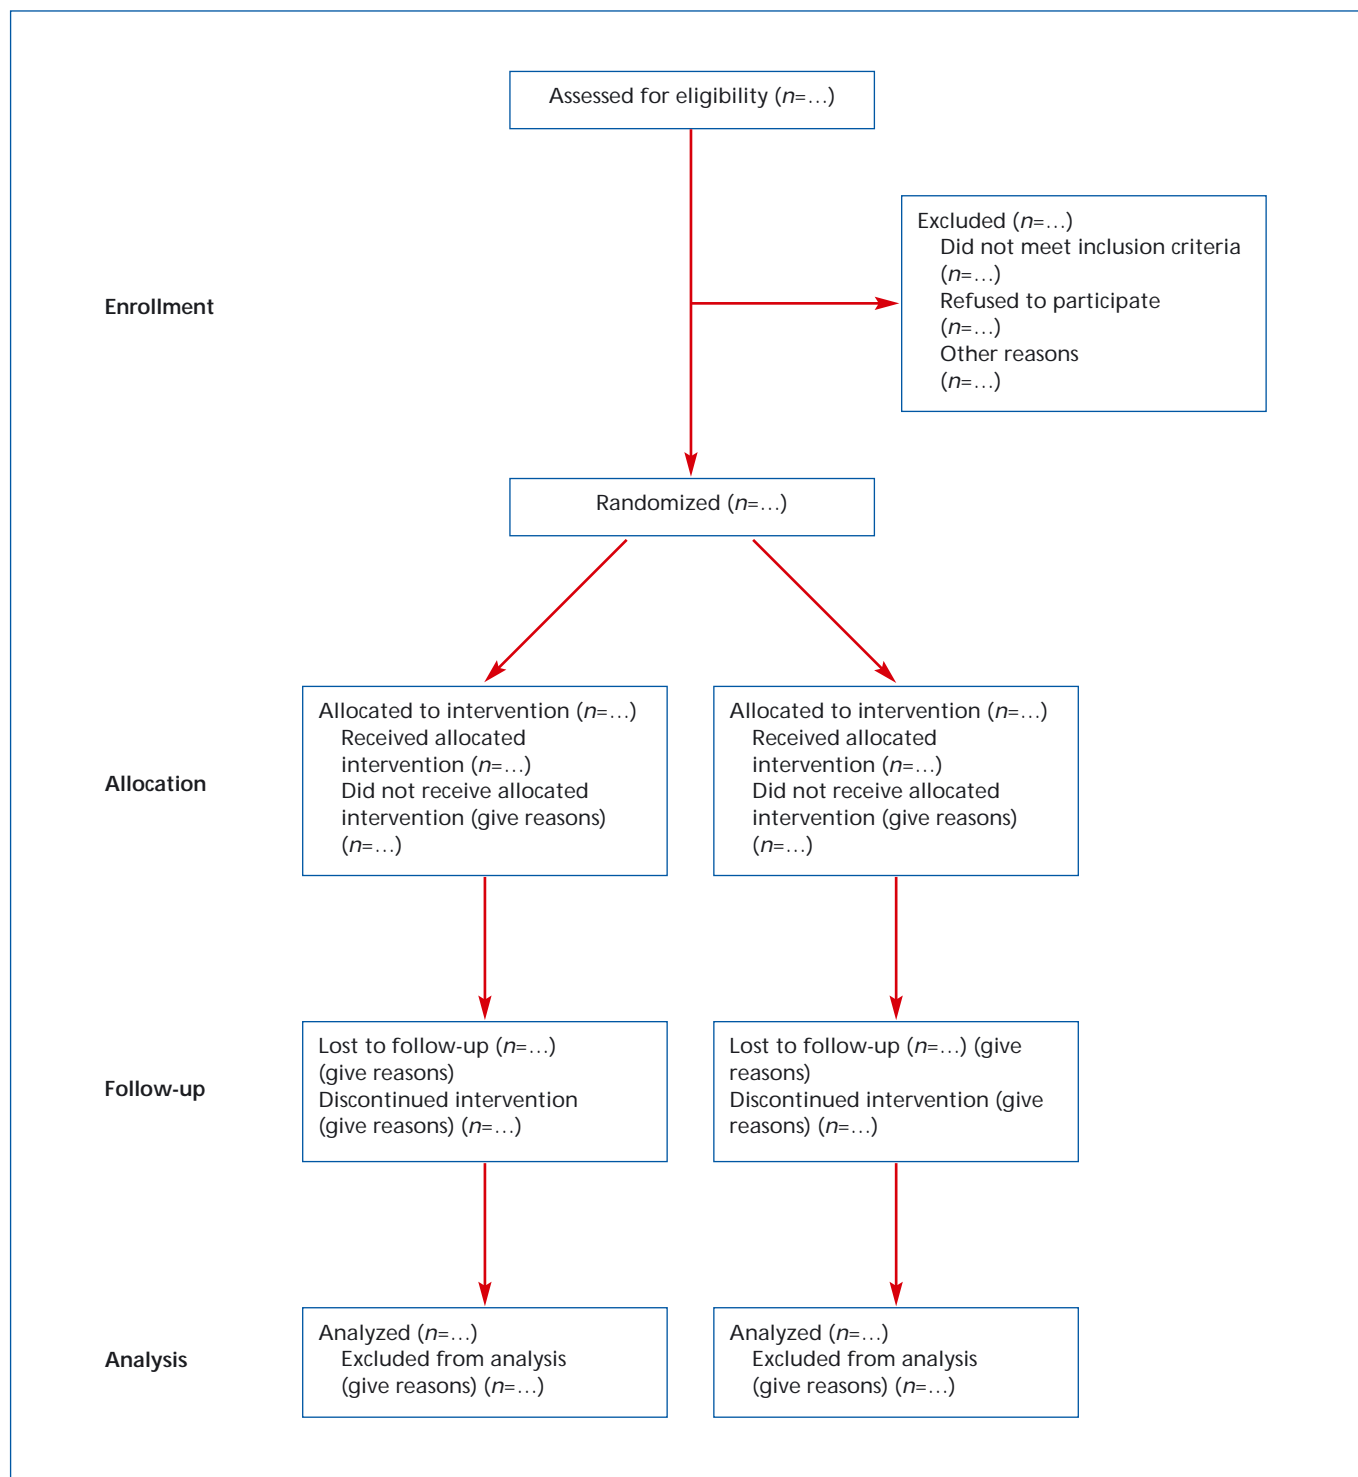 Assessed for eligibility (n=…)
Excluded (n=…)
Did not meet inclusion criteria
(n=…)
Refused to participate
(n=…)
Other reasons
(n=…)
Enrollment
Randomized (n=…)
Allocation
Allocated to intervention (n=…)
Received allocated
intervention (n=…)
Did not receive allocated
intervention (give reasons)
(n=…)
Allocated to intervention (n=…)
Received allocated
intervention (n=…)
Did not receive allocated
intervention (give reasons)
(n=…)
Follow-up
Lost to follow-up (n=…)
(give reasons)
Discontinued intervention
(give reasons) (n=…)
Lost to follow-up (n=…) (give
reasons)
Discontinued intervention (give
reasons) (n=…)
Analysis
Analyzed (n=…)
Excluded from analysis
(give reasons) (n=…)
Analyzed (n=…)
Excluded from analysis
(give reasons) (n=…)